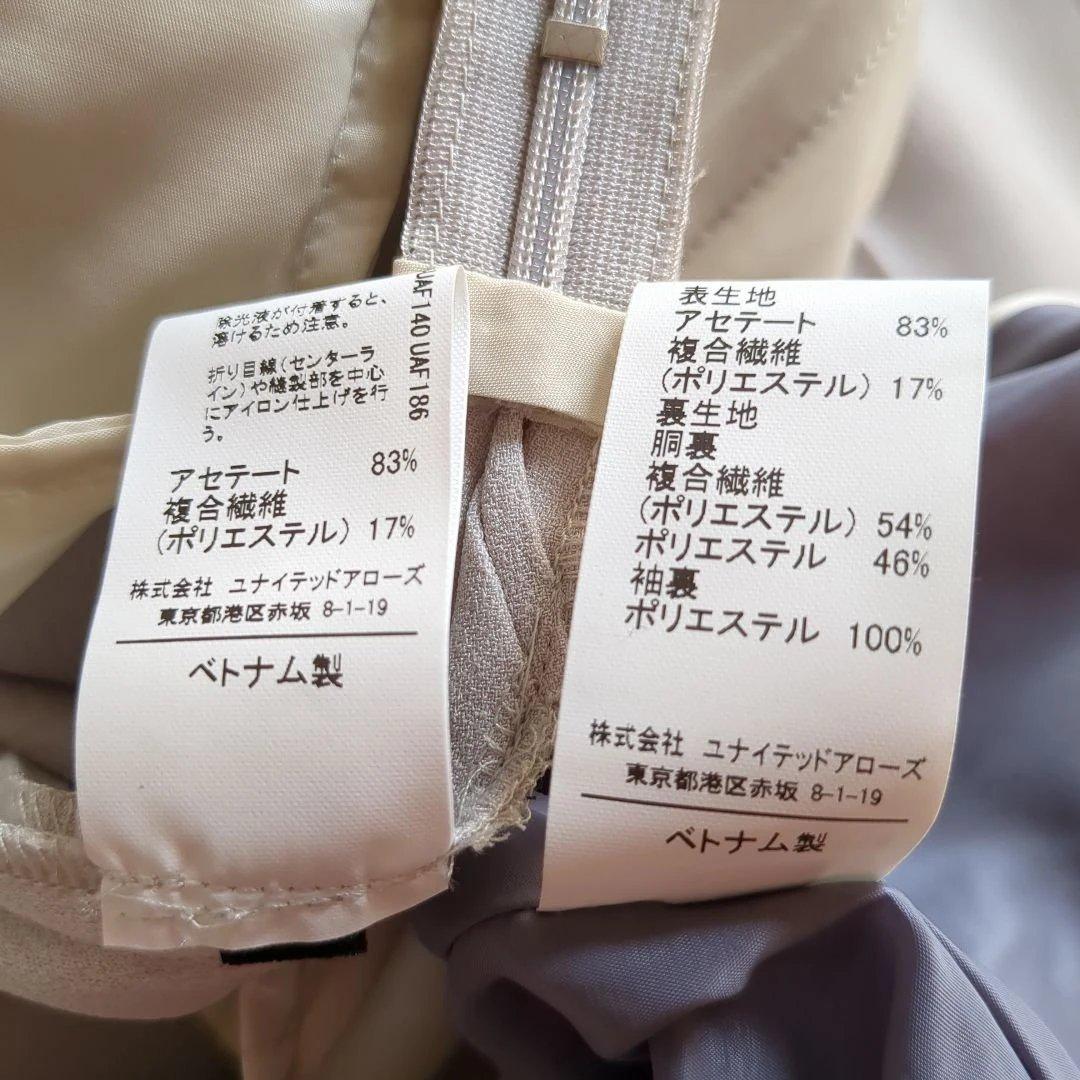 除光液が付着すると、
溶けるため注意。
折り目線(センターラ
イン)や縫製部を中心
にアイロン仕上げを行
う。
アセテート 83%
複合繊維
(ポリエステル) 17%
株式会社 ユナイテッドアローズ
東京都港区赤坂 8-1-19
ベトナム製
UAF140 UAF186
表生地
アセテート 83%
複合繊維
(ポリエステル) 17%
裏生地
胴裏
複合繊維
(ポリエステル) 54%
ポリエステル 46%
袖裏
ポリエステル 100%
株式会社 ユナイテッドアローズ
東京都港区赤坂 8-1-19
ベトナム製